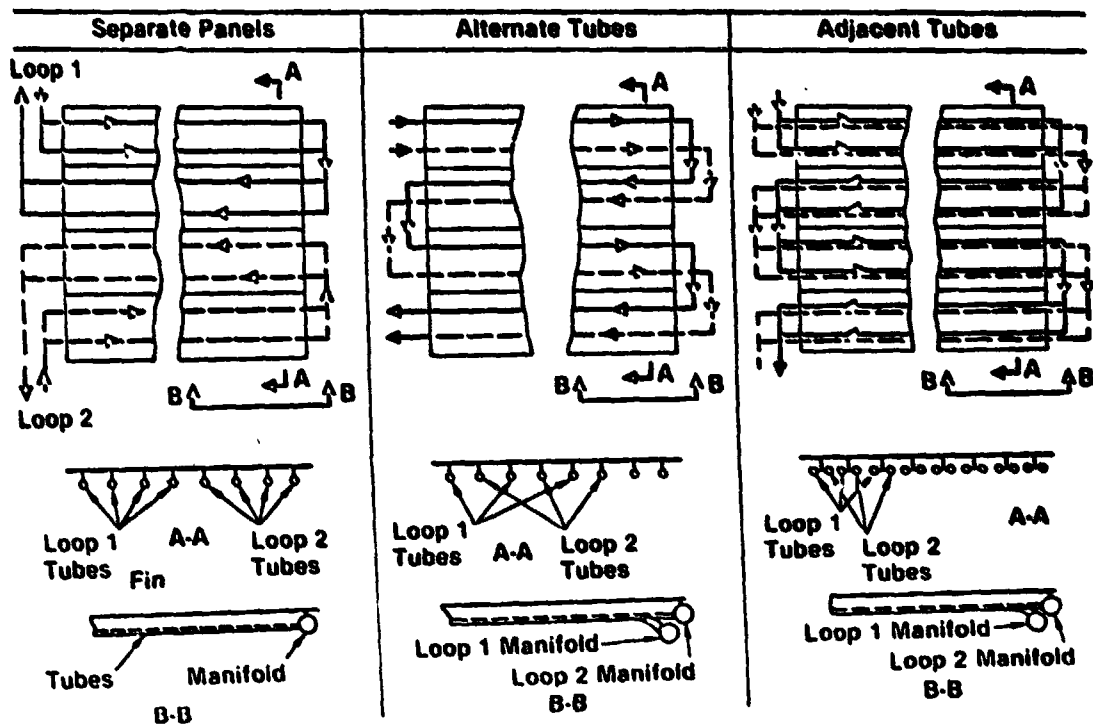 Separate Panels
Alternate Tubes
Adjacent Tubes
Loop 1
A
A
A
A
B
B
Loop 2
A
A
B
B
A
A
B
B
Loop 1
Tubes
A-A
Loop 2
Tubes
Fin
Tubes
Manifold
B-B
Loop 1
Tubes
A-A
Loop 2
Tubes
Loop 1 Manifold
Loop 2 Manifold
B-B
Loop 1
Tubes
Loop 2
Tubes
A-A
Loop 1 Manifold
Loop 2 Manifold
B-B